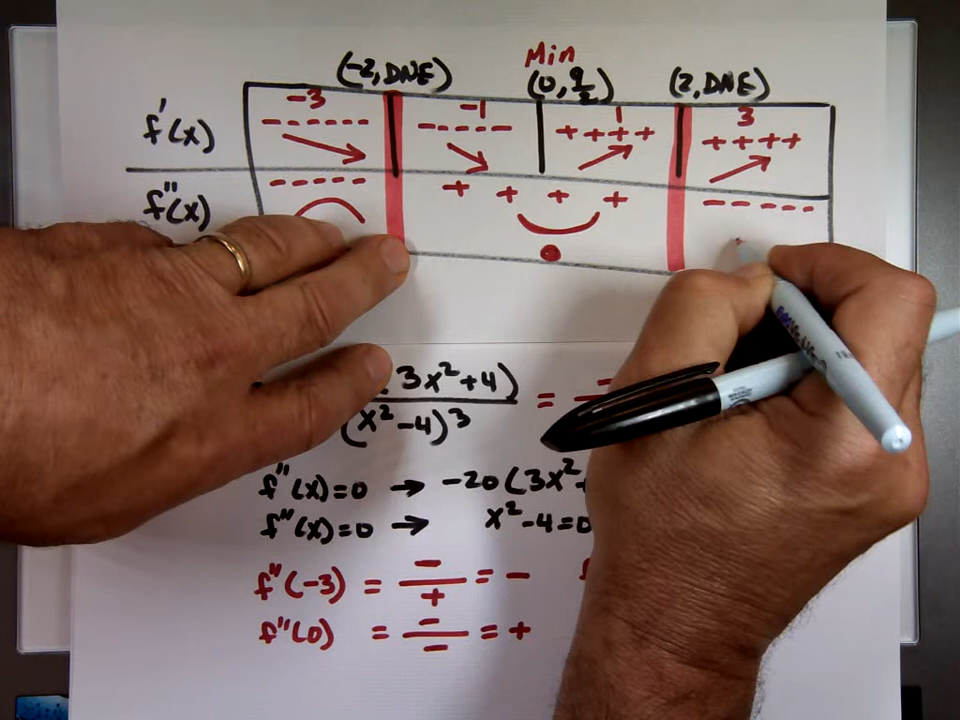 Min
(-2, DNE) (0, 9/2) (2, DNE)
-3 -1 1 3
f'(x) - - - - - - - - - - - + + + + + + + +
f''(x) - - - - - + + + + - - - - -
3x² + 4)
(x² - 4)³ = -
f''(x) = 0 → -20(3x²
f''(x) = 0 → x² - 4 = 0
f''(-3) = -/+ = -
f''(0) = -/- = +